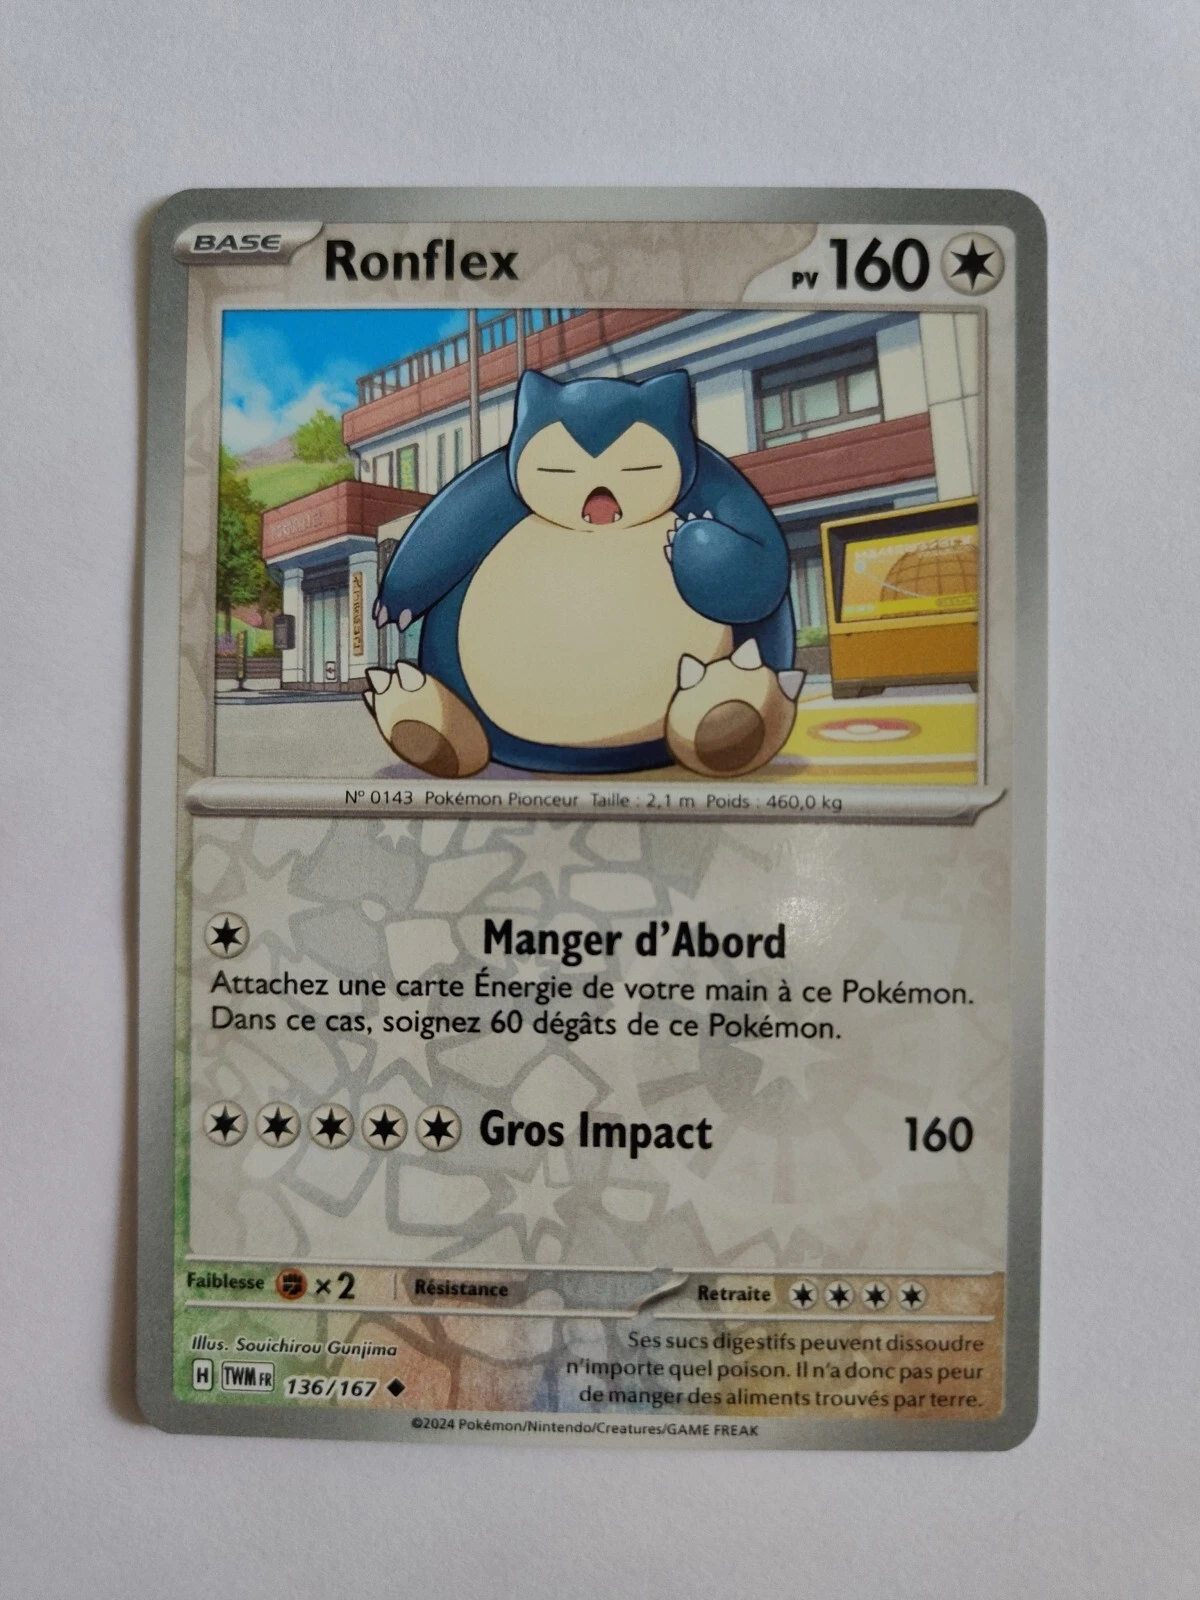 BASE Ronflex PV 160
N° 0143 Pokémon Pionceur Taille : 2,1 m Poids : 460,0 kg
Manger d'Abord
Attachez une carte Énergie de votre main à ce Pokémon.
Dans ce cas, soignez 60 dégâts de ce Pokémon.
Gros Impact 160
Faiblesse ×2 Résistance Retraite
Illus. Souichirou Gunjima
H TWM FR 136/167
Ses sucs digestifs peuvent dissoudre
n'importe quel poison. Il n'a donc pas peur
de manger des aliments trouvés par terre.
©2024 Pokémon/Nintendo/Creatures/GAME FREAK